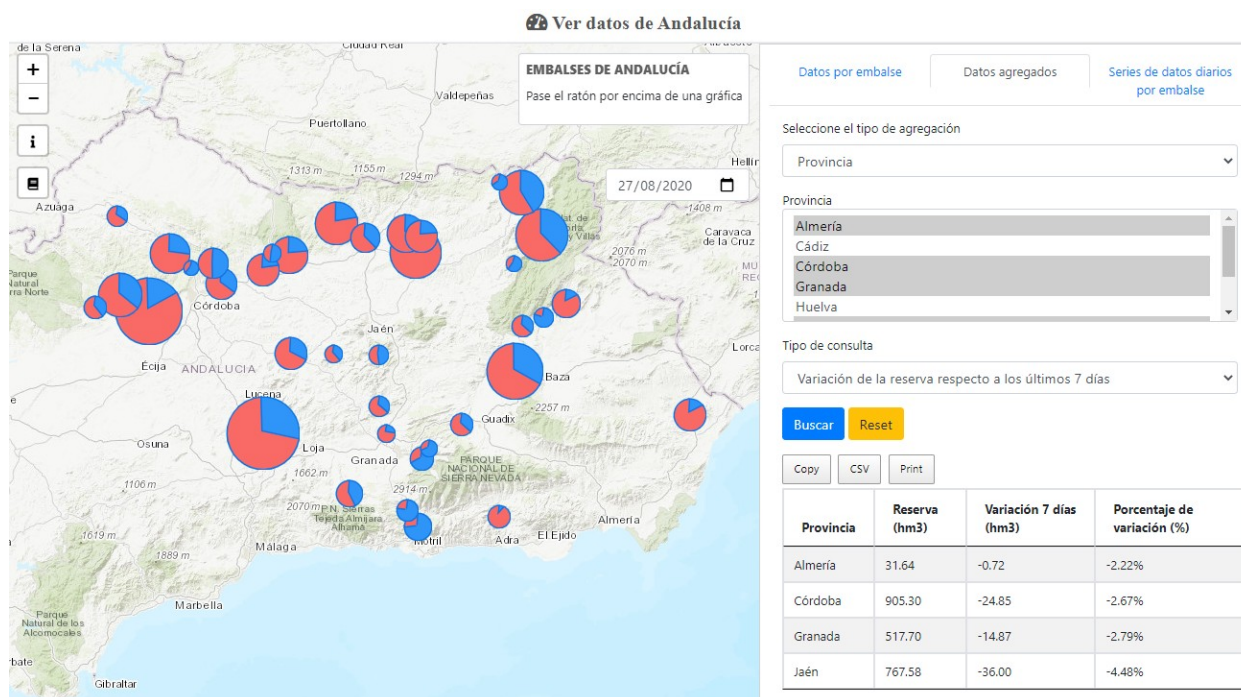 Ver datos de Andalucía
de la Serena
Ciudad Real
+
−
i
EMBALSES DE ANDALUCÍA
Pase el ratón por encima de una gráfica
Valdepeñas
Puertollano
Hellín
1313 m
1155 m
1294 m
27/08/2020
Azuaga
1408 m
Caravaca
de la Cruz
2076 m
2070 m
Parque
Natural
Córdoba
Jaén
Lorca
Écija
ANDALUCIA
Baza
Lucena
2257 m
Guadix
Osuna
Loja
Granada
PARQUE
NACIONAL DE
SIERRA NEVADA
1662 m
1106 m
2914 m
2070 m
P.N. Sierras
Tejeda Almijara
Alhama
Almería
1619 m
Motril
Adra
El Ejido
Málaga
1889 m
Marbella
Parque
Natural de los
Alcornocales
Gibraltar
Datos por embalse
Datos agregados
Series de datos diarios
por embalse
Seleccione el tipo de agregación
Provincia
Provincia
Almería
Cádiz
Córdoba
Granada
Huelva
Tipo de consulta
Variación de la reserva respecto a los últimos 7 días
Buscar Reset
Copy CSV Print
Provincia Reserva (hm3) Variación 7 días (hm3) Porcentaje de variación (%)
Almería 31.64 -0.72 -2.22%
Córdoba 905.30 -24.85 -2.67%
Granada 517.70 -14.87 -2.79%
Jaén 767.58 -36.00 -4.48%